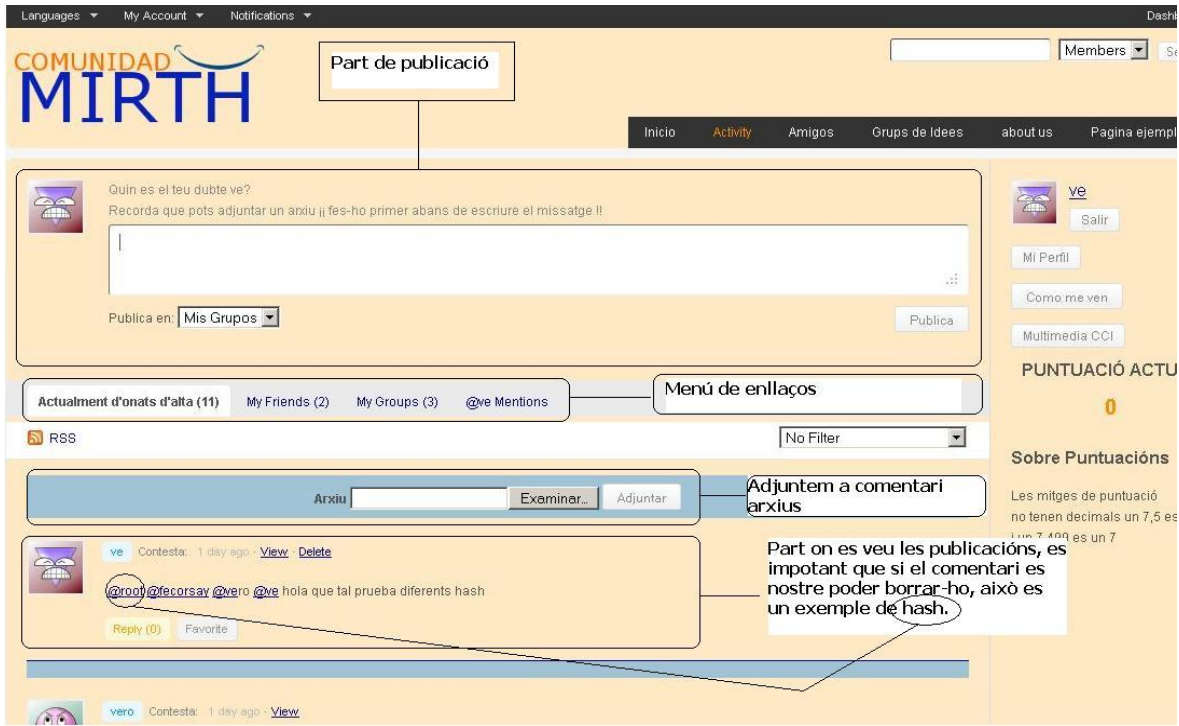 Languages My Account Notifications
COMUNIDAD
MIRTH
Part de publicació
Members
Inicio Activity Amigos Grups de Idees about us Pagina ejempl
Quin es el teu dubte ve?
Recorda que pots adjuntar un arxiu ¡¡ fes-ho primer abans de escriure el missatge !!
Publica en: Mis Grupos Publica
ve
Salir
Mi Perfil
Como me ven
Multimedia CCI
PUNTUACIÓ ACTU
0
Sobre Puntuacións
Les mitges de puntuació
no tenen decimals un 7,5 es
i un 7,499 es un 7
Actualment d'onats d'alta (11) My Friends (2) My Groups (3) @ve Mentions
Menú de enllaços
RSS No Filter
Arxiu Examinar... Adjuntar
Adjuntem a comentari
arxius
ve Contesta: 1 day ago · View · Delete
@root @fecorsay @vero @ve hola que tal prueba diferents hash
Reply (0) Favorite
Part on es veu les publicacións, es
impotant que si el comentari es
nostre poder borrar-ho, això es
un exemple de hash.
vero Contesta: 1 day ago · View